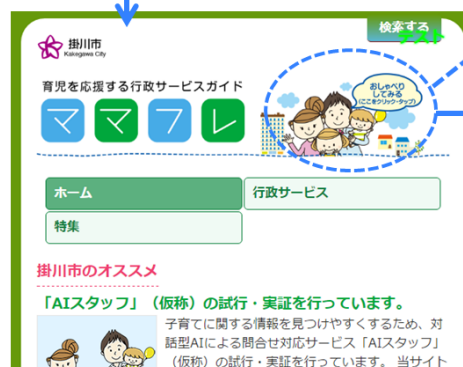 検索する
テスト
掛川市
Kakegawa City
育児を応援する行政サービスガイド
ママフレ
おしゃべり
してみる
(ここをクリック・タップ)
ホーム
行政サービス
特集
掛川市のオススメ
「AIスタッフ」（仮称）の試行・実証を行っています。
子育てに関する情報を見つけやすくするため、対
話型AIによる問合せ対応サービス「AIスタッフ」
（仮称）の試行・実証を行っています。 当サイト